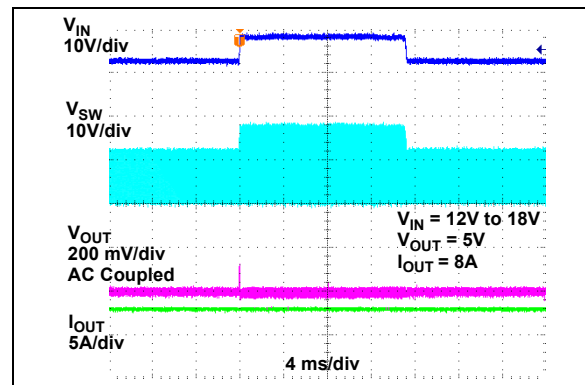 VIN
10V/div
VSW
10V/div
VIN = 12V to 18V
VOUT = 5V
IOUT = 8A
VOUT
200 mV/div
AC Coupled
IOUT
5A/div
4 ms/div